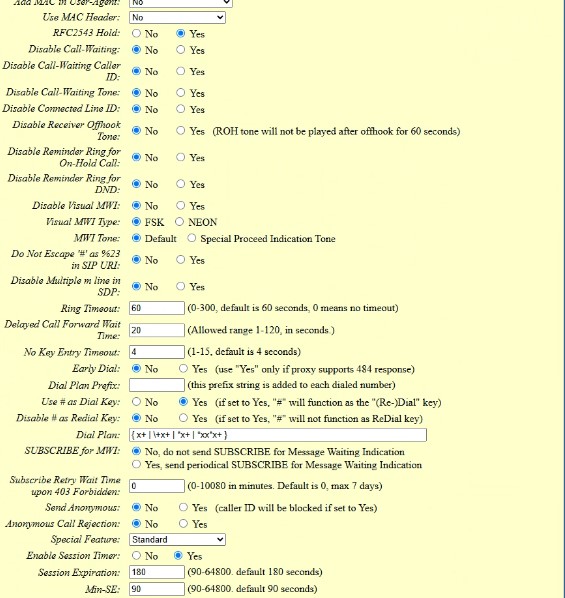 Add MAC in User-Agent: No
Use MAC Header: No
RFC2543 Hold: No Yes
Disable Call-Waiting: No Yes
Disable Call-Waiting Caller
ID: No Yes
Disable Call-Waiting Tone: No Yes
Disable Connected Line ID: No Yes
Disable Receiver Offhook
Tone: No Yes (ROH tone will not be played after offhook for 60 seconds)
Disable Reminder Ring for
On-Hold Call: No Yes
Disable Reminder Ring for
DND: No Yes
Disable Visual MWI: No Yes
Visual MWI Type: FSK NEON
MWI Tone: Default Special Proceed Indication Tone
Do Not Escape '#' as %23
in SIP URI: No Yes
Disable Multiple m line in
SDP: No Yes
Ring Timeout: 60 (0-300, default is 60 seconds, 0 means no timeout)
Delayed Call Forward Wait
Time: 20 (Allowed range 1-120, in seconds.)
No Key Entry Timeout: 4 (1-15, default is 4 seconds)
Early Dial: No Yes (use "Yes" only if proxy supports 484 response)
Dial Plan Prefix: (this prefix string is added to each dialed number)
Use # as Dial Key: No Yes (if set to Yes, "#" will function as the "(Re-)Dial" key)
Disable # as Redial Key: No Yes (if set to Yes, "#" will not function as ReDial key)
Dial Plan: { x+ | \+x+ | *x+ | *xx*x+ }
SUBSCRIBE for MWI: No, do not send SUBSCRIBE for Message Waiting Indication
Yes, send periodical SUBSCRIBE for Message Waiting Indication
Subscribe Retry Wait Time
upon 403 Forbidden: 0 (0-10080 in minutes. Default is 0, max 7 days)
Send Anonymous: No Yes (caller ID will be blocked if set to Yes)
Anonymous Call Rejection: No Yes
Special Feature: Standard
Enable Session Timer: No Yes
Session Expiration: 180 (90-64800. default 180 seconds)
Min-SE: 90 (90-64800. default 90 seconds)